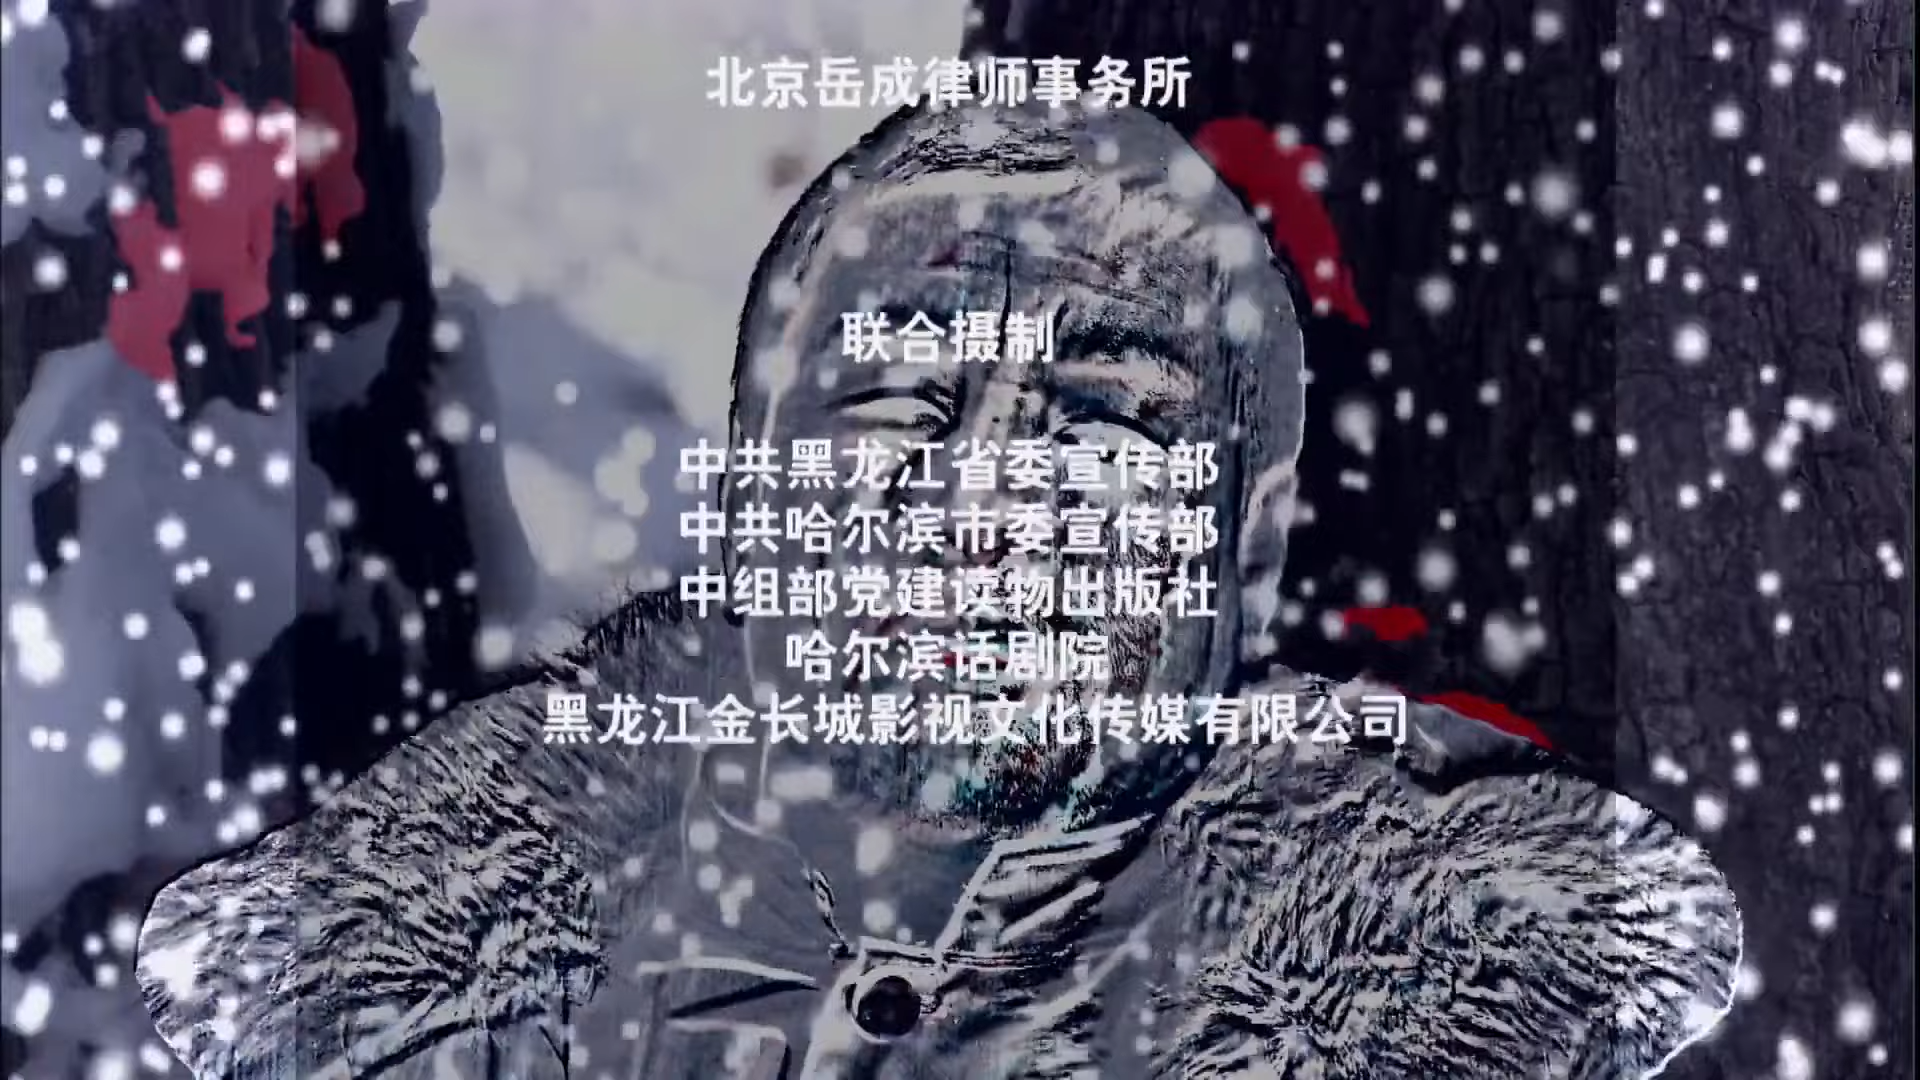 北京岳成律师事务所
联合摄制
中共黑龙江省委宣传部
中共哈尔滨市委宣传部
中组部党建读物出版社
哈尔滨话剧院
黑龙江金长城影视文化传媒有限公司